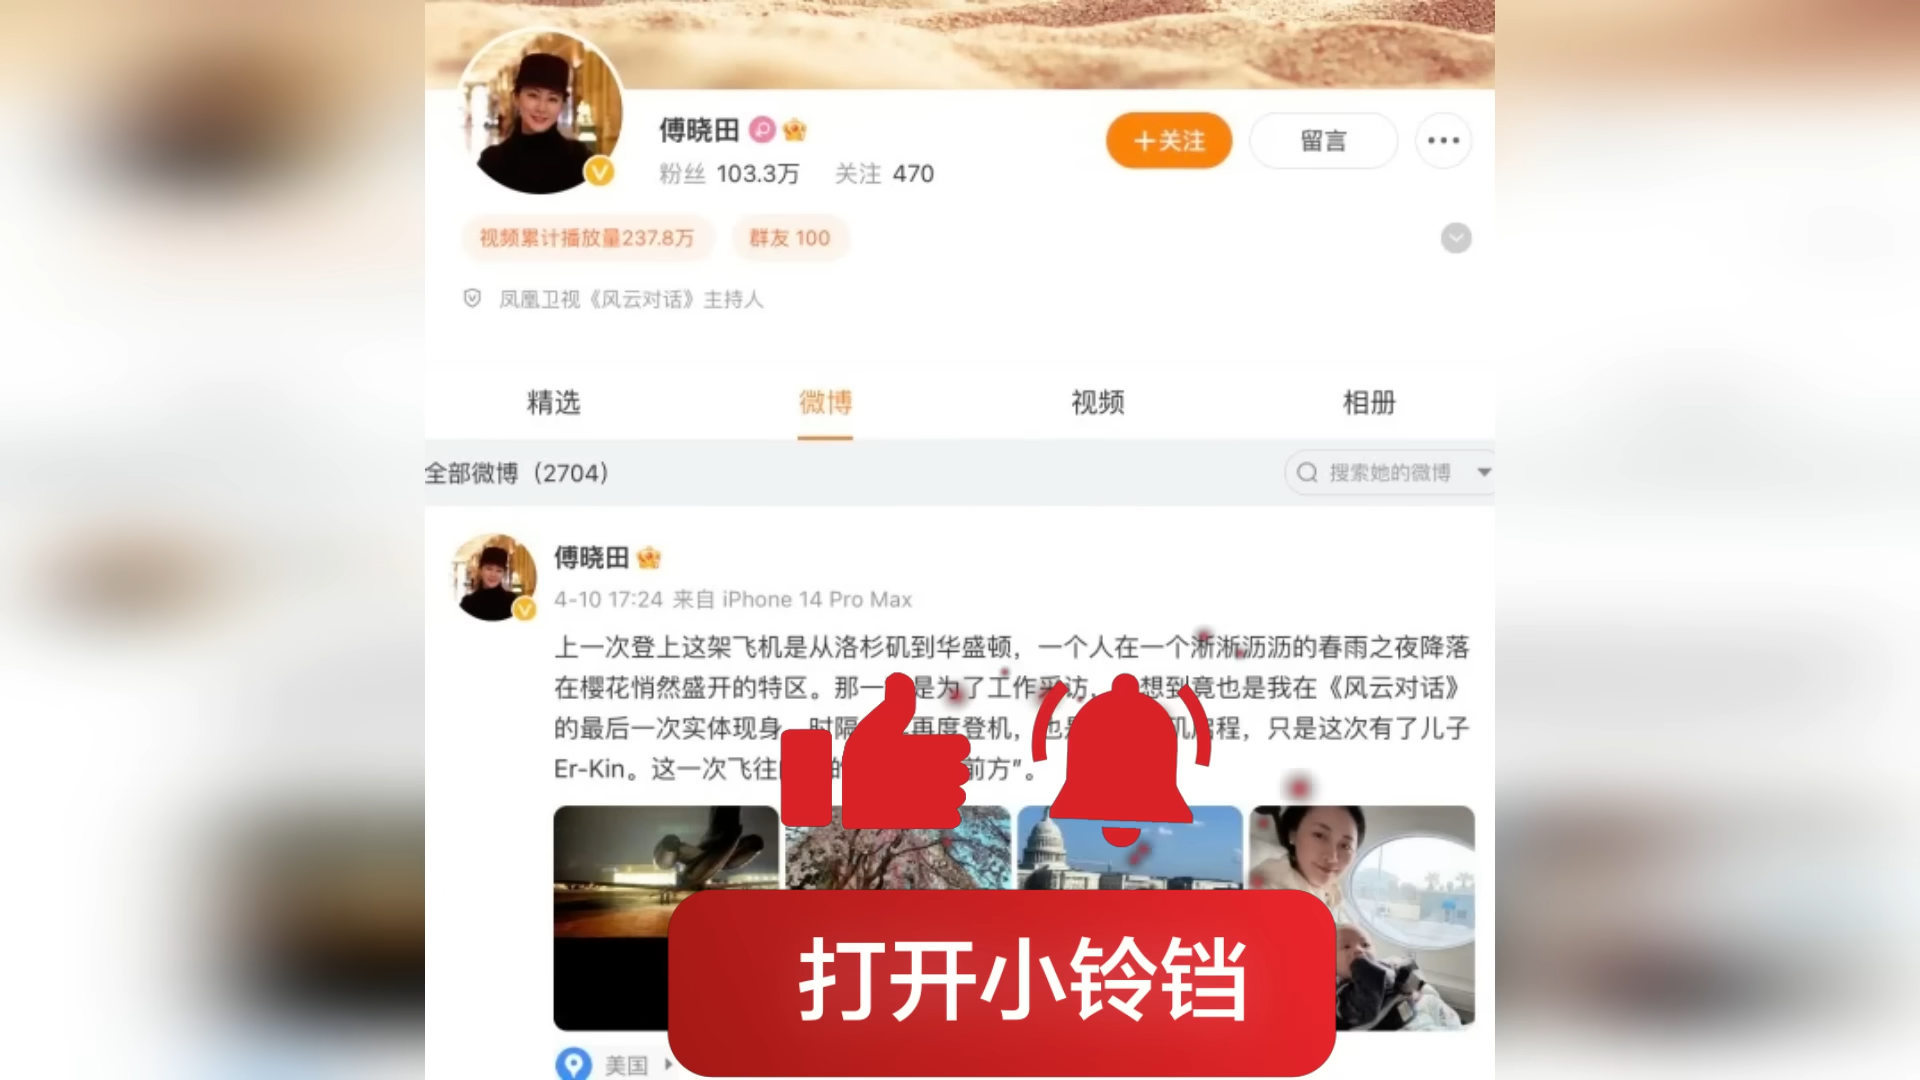 傅晓田
粉丝 103.3万 关注 470
+关注
留言
视频累计播放量237.8万
群友 100
凤凰卫视《风云对话》主持人
精选
微博
视频
相册
全部微博（2704）
搜索她的微博
傅晓田
4-10 17:24 来自 iPhone 14 Pro Max
上一次登上这架飞机是从洛杉矶到华盛顿，一个人在一个淅淅沥沥的春雨之夜降落
在樱花悄然盛开的特区。那一是为了工作采访，想到竟也是我在《风云对话》
的最后一次实体现身。时隔再度登机，也启程，只是这次有了儿子
Er-Kin。这一次飞往的前方”。
打开小铃铛
美国